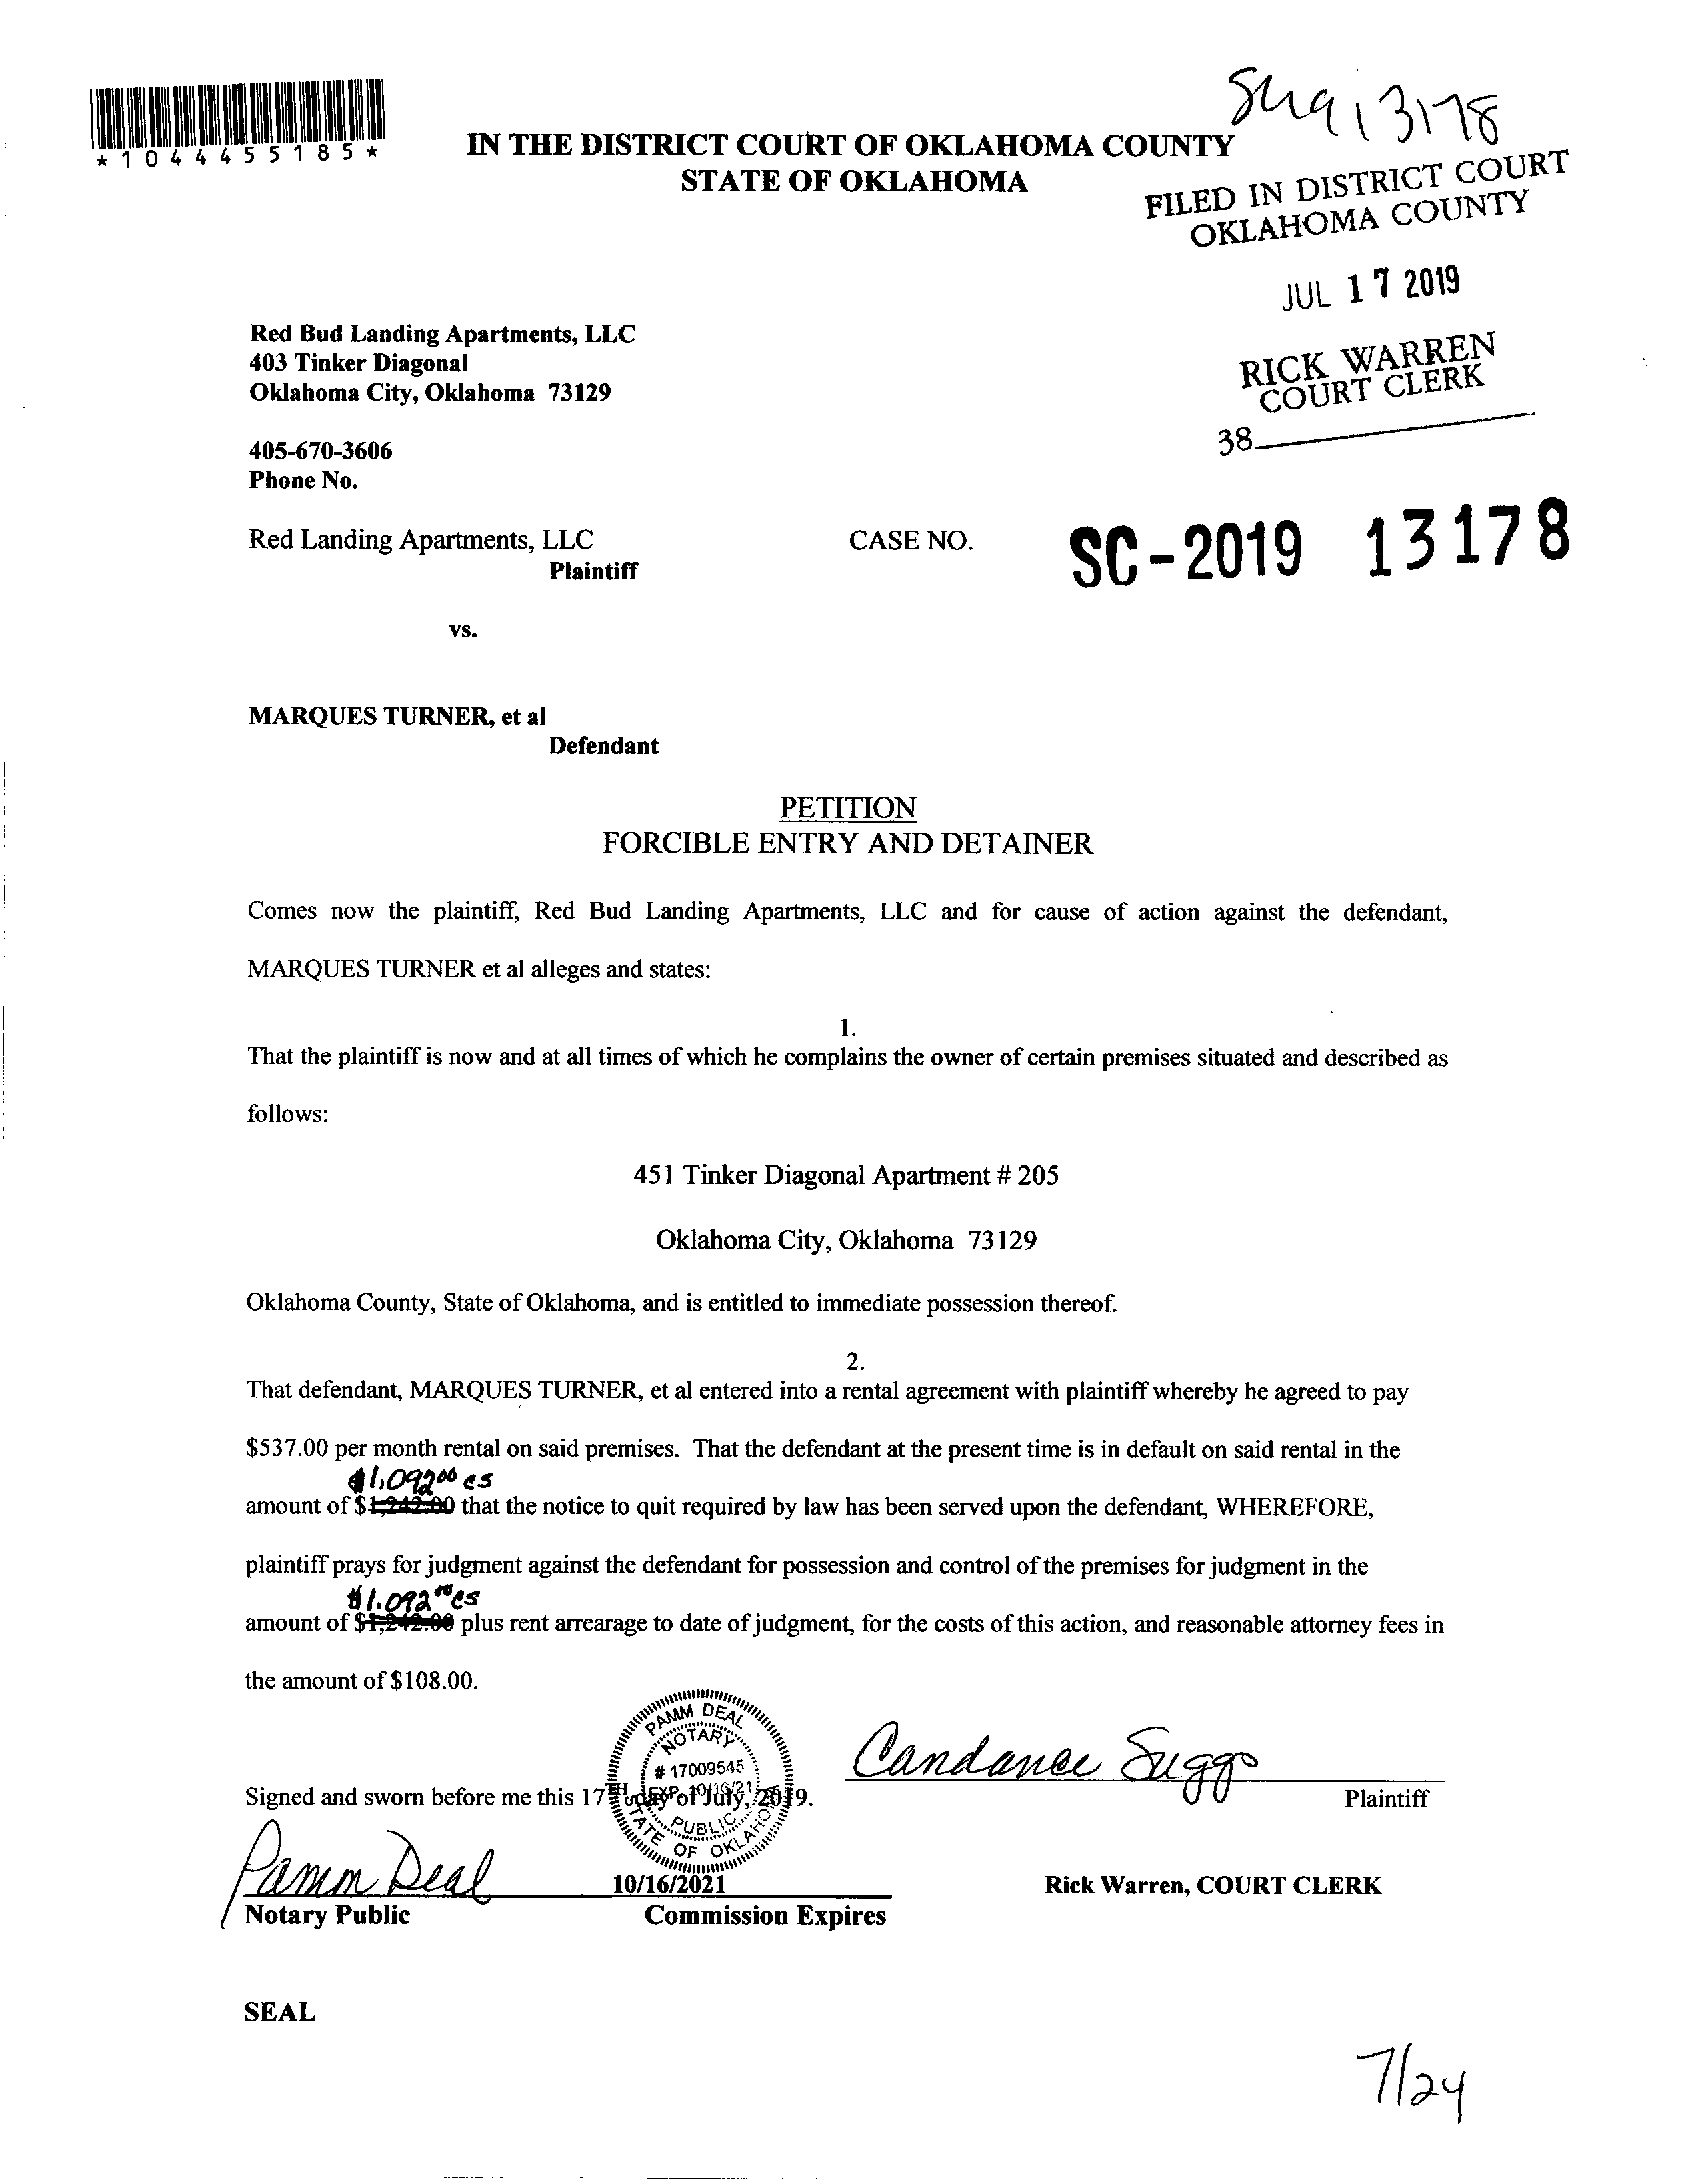 *1044455185*
IN THE DISTRICT COURT OF OKLAHOMA COUNTY
STATE OF OKLAHOMA
13178
FILED IN DISTRICT COURT
OKLAHOMA COUNTY
JUL 17 2019
RICK WARREN
COURT CLERK
38
Red Bud Landing Apartments, LLC
403 Tinker Diagonal
Oklahoma City, Oklahoma 73129
405-670-3606
Phone No.
Red Landing Apartments, LLC
Plaintiff
CASE NO.
SC-2019 13178
vs.
MARQUES TURNER, et al
Defendant
PETITION
FORCIBLE ENTRY AND DETAINER
Comes now the plaintiff, Red Bud Landing Apartments, LLC and for cause of action against the defendant,
MARQUES TURNER et al alleges and states:
1.
That the plaintiff is now and at all times of which he complains the owner of certain premises situated and described as
follows:
451 Tinker Diagonal Apartment # 205
Oklahoma City, Oklahoma 73129
Oklahoma County, State of Oklahoma, and is entitled to immediate possession thereof.
2.
That defendant, MARQUES TURNER, et al entered into a rental agreement with plaintiff whereby he agreed to pay
$537.00 per month rental on said premises. That the defendant at the present time is in default on said rental in the
$1,092.00 cs
amount of $1,242.00 that the notice to quit required by law has been served upon the defendant, WHEREFORE,
plaintiff prays for judgment against the defendant for possession and control of the premises for judgment in the
$1,092.00 cs
amount of $1,242.00 plus rent arrearage to date of judgment, for the costs of this action, and reasonable attorney fees in
the amount of $108.00.
PAMM DEAL
NOTARY
# 17009545
EXP. 10/16/21
PUBLIC
STATE OF OKLAHOMA
Candance Suggs
Signed and sworn before me this 17TH day of July, 2019.
Plaintiff
Pamm Deal
10/16/2021
Rick Warren, COURT CLERK
Notary Public
Commission Expires
SEAL
7/24